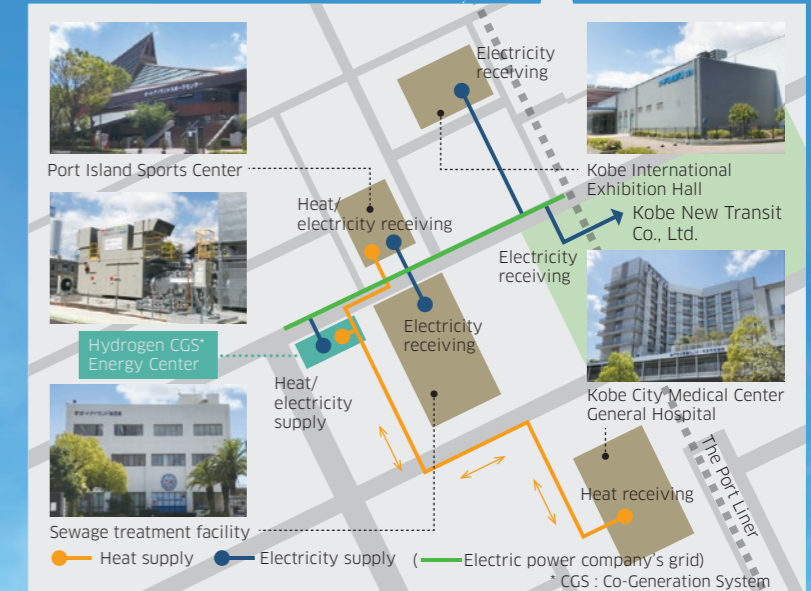 Electricity
receiving
Port Island Sports Center
Kobe International
Exhibition Hall
Heat/
electricity receiving
Kobe New Transit
Co., Ltd.
Electricity
receiving
Electricity
receiving
Hydrogen CGS*
Energy Center
Heat/
electricity
supply
Kobe City Medical Center
General Hospital
The Port Liner
Heat receiving
Sewage treatment facility
Heat supply
Electricity supply
( Electric power company's grid)
* CGS : Co-Generation System